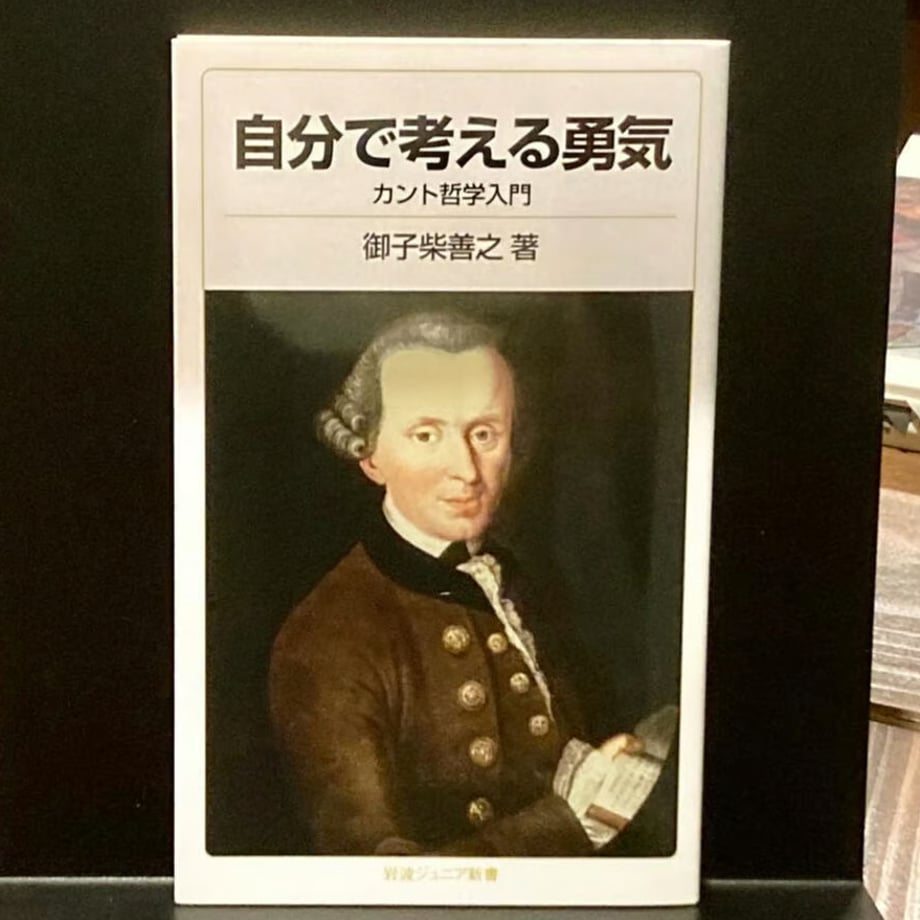 自分で考える勇気
カント哲学入門
御子柴善之 著
岩波ジュニア新書